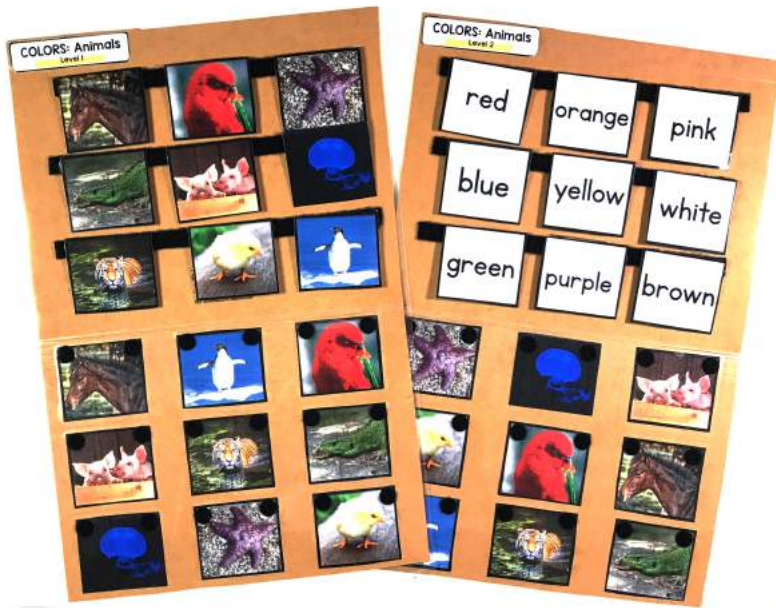 COLORS: Animals
Level 1
COLORS: Animals
Level 2
red orange pink
blue yellow white
green purple brown